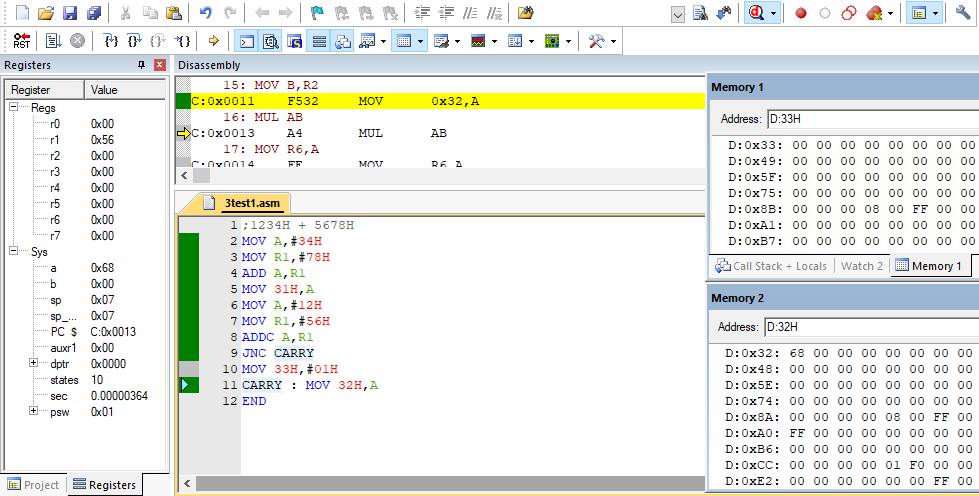 RST
Registers
Register Value
Regs
r0 0x00
r1 0x56
r2 0x00
r3 0x00
r4 0x00
r5 0x00
r6 0x00
r7 0x00
Sys
a 0x68
b 0x00
sp 0x07
sp_... 0x07
PC $ C:0x0013
auxr1 0x00
dptr 0x0000
states 10
sec 0.00000364
psw 0x01
Project Registers
Disassembly
15: MOV B,R2
C:0x0011 F532 MOV 0x32,A
16: MUL AB
C:0x0013 A4 MUL AB
17: MOV R6,A
C:0x0014 FE MOV R6,A
3test1.asm
1 ;1234H + 5678H
2 MOV A,#34H
3 MOV R1,#78H
4 ADD A,R1
5 MOV 31H,A
6 MOV A,#12H
7 MOV R1,#56H
8 ADDC A,R1
9 JNC CARRY
10 MOV 33H,#01H
11 CARRY : MOV 32H,A
12 END
Memory 1
Address: D:33H
D:0x33: 00 00 00 00 00 00 00 00
D:0x49: 00 00 00 00 00 00 00 00
D:0x5F: 00 00 00 00 00 00 00 00
D:0x75: 00 00 00 00 00 00 00 00
D:0x8B: 00 00 00 08 00 FF 00 00
D:0xA1: 00 00 00 00 00 00 00 00
D:0xB7: 00 00 00 00 00 00 00 00
Call Stack + Locals Watch 2 Memory 1
Memory 2
Address: D:32H
D:0x32: 68 00 00 00 00 00 00 00
D:0x48: 00 00 00 00 00 00 00 00
D:0x5E: 00 00 00 00 00 00 00 00
D:0x74: 00 00 00 00 00 00 00 00
D:0x8A: 00 00 00 00 08 00 FF 00
D:0xA0: FF 00 00 00 00 00 00 00
D:0xB6: 00 00 00 00 00 00 00 00
D:0xCC: 00 00 00 00 01 F0 00 00
D:0xE2: 00 00 00 00 00 00 FF 00